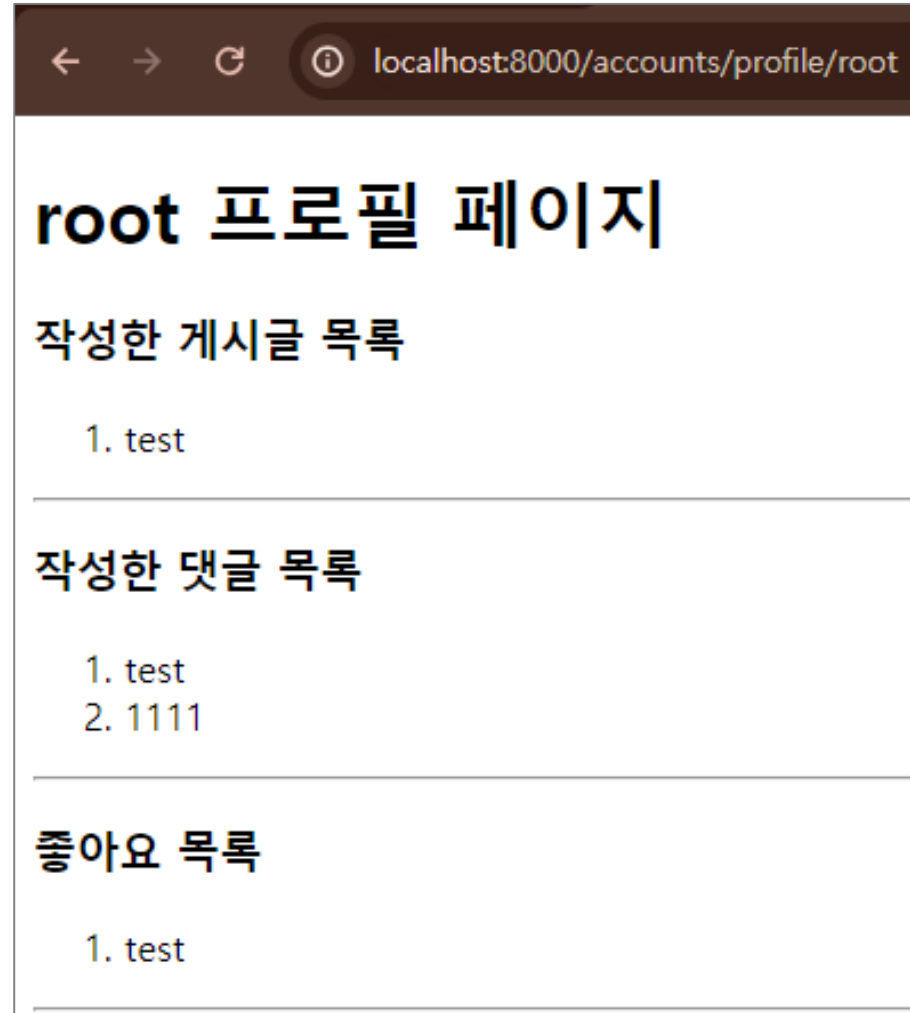 localhost:8000/accounts/profile/root
root 프로필 페이지
작성한 게시글 목록
1. test
작성한 댓글 목록
1. test
2. 1111
좋아요 목록
1. test